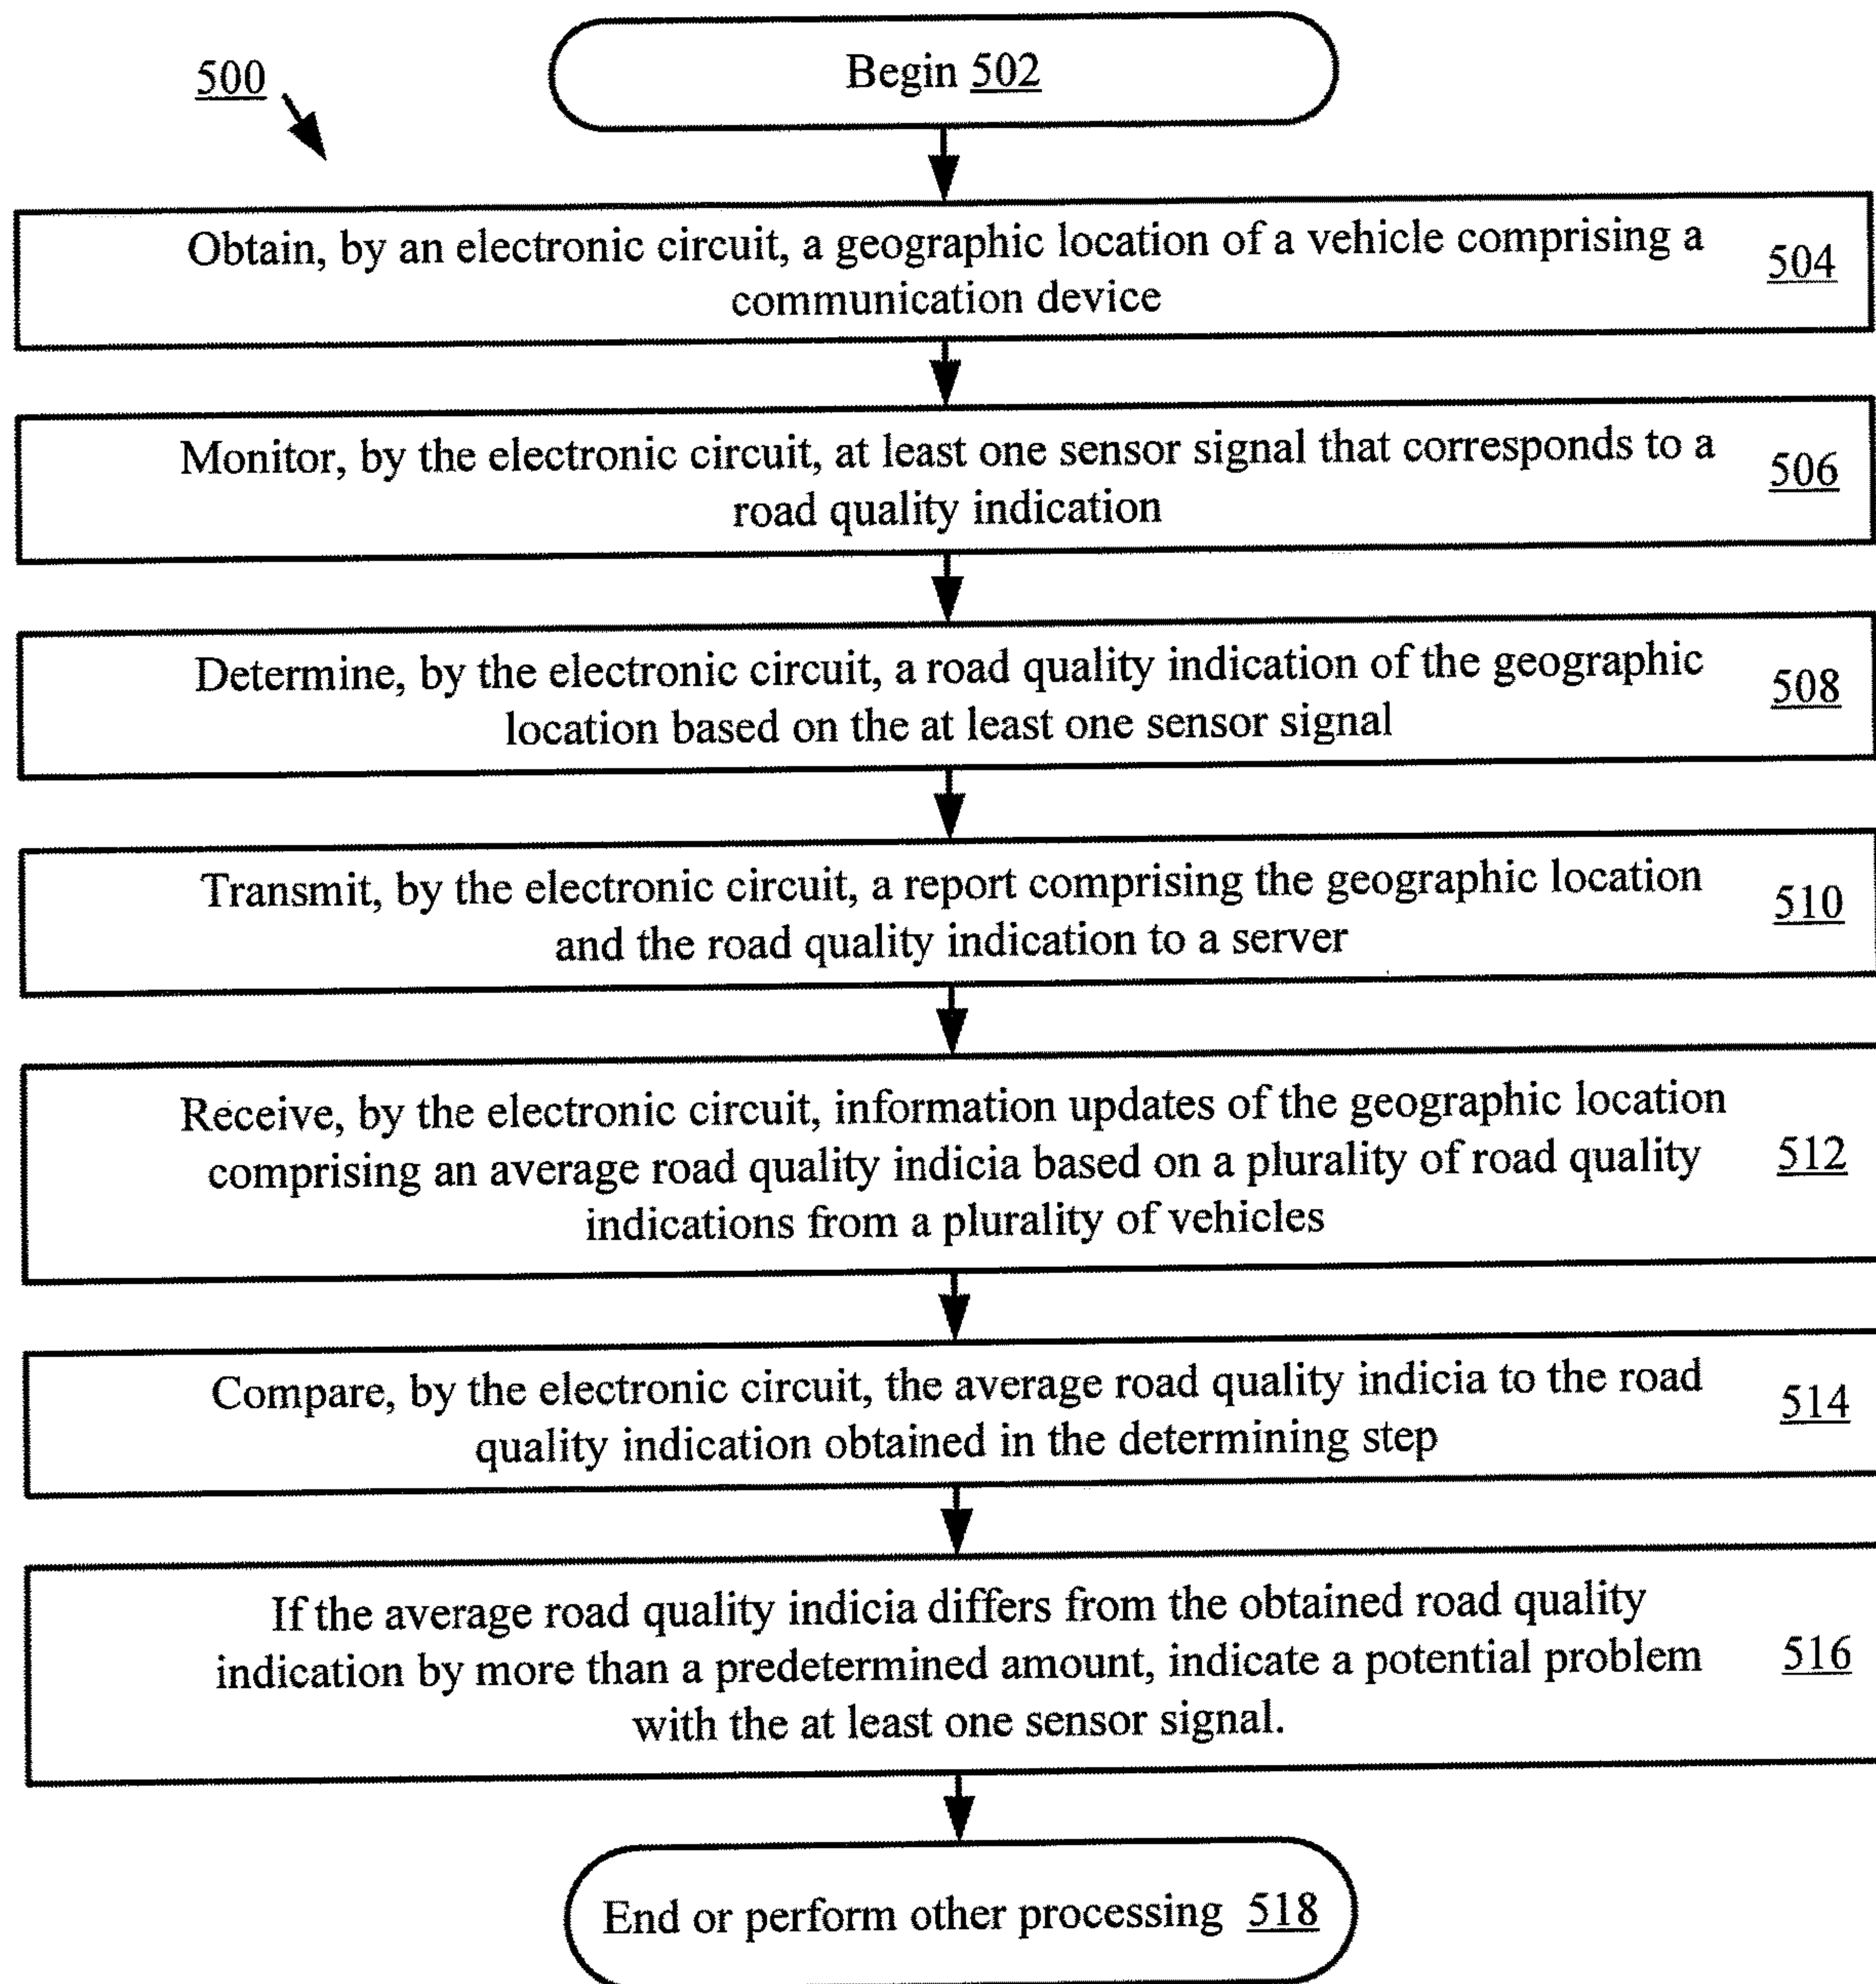 500
Begin 502
Obtain, by an electronic circuit, a geographic location of a vehicle comprising a
communication device
504
Monitor, by the electronic circuit, at least one sensor signal that corresponds to a
road quality indication
506
Determine, by the electronic circuit, a road quality indication of the geographic
location based on the at least one sensor signal
508
Transmit, by the electronic circuit, a report comprising the geographic location
and the road quality indication to a server
510
Receive, by the electronic circuit, information updates of the geographic location
comprising an average road quality indicia based on a plurality of road quality
indications from a plurality of vehicles
512
Compare, by the electronic circuit, the average road quality indicia to the road
quality indication obtained in the determining step
514
If the average road quality indicia differs from the obtained road quality
indication by more than a predetermined amount, indicate a potential problem
with the at least one sensor signal.
516
End or perform other processing 518